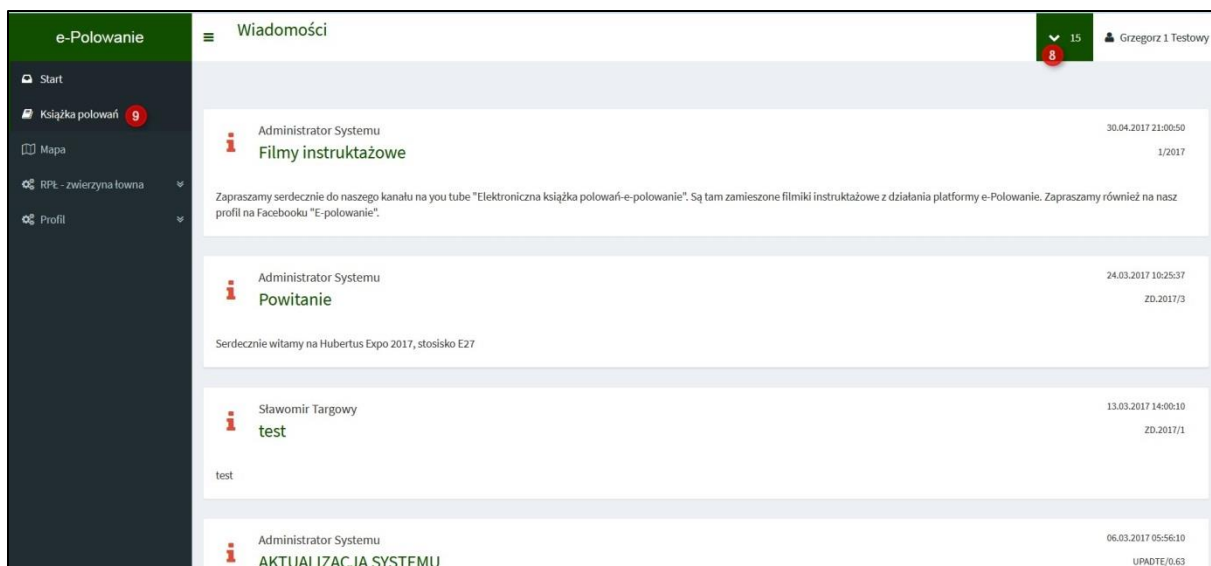 e-Polowanie
Wiadomości
15
Grzegorz 1 Testowy
8
Start
Książka polowań 9
Mapa
RPŁ - zwierzyna łowna
Profil
Administrator Systemu
30.04.2017 21:00:50
Filmy instruktażowe
1/2017
Zapraszamy serdecznie do naszego kanału na you tube "Elektroniczna książka polowań-e-polowanie". Są tam zamieszone filmiki instruktażowe z działania platformy e-Polowanie. Zapraszamy również na nasz
profil na Facebooku "E-polowanie".
Administrator Systemu
24.03.2017 10:25:37
Powitanie
ZD.2017/3
Serdecznie witamy na Hubertus Expo 2017, stosisko E27
Sławomir Targowy
13.03.2017 14:00:10
test
ZD.2017/1
test
Administrator Systemu
06.03.2017 05:56:10
AKTUALIZACJA SYSTEMU
UPADTE/0.63